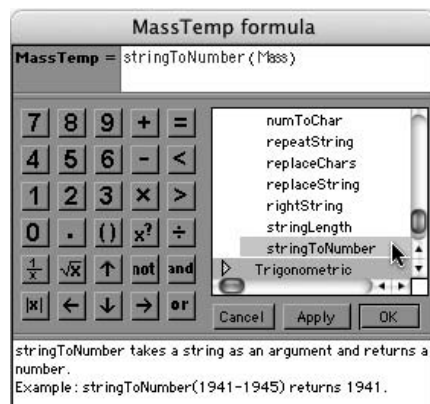 MassTemp formula
MassTemp = stringToNumber(Mass)
7 8 9 + =
4 5 6 - <
1 2 3 × >
0 . () x? ÷
1/x √x ↑ not and
|x| ← ↓ → or
numToChar
repeatString
replaceChars
replaceString
rightString
stringLength
stringToNumber
Trigonometric
Cancel Apply OK
stringToNumber takes a string as an argument and returns a
number.
Example: stringToNumber(1941-1945) returns 1941.